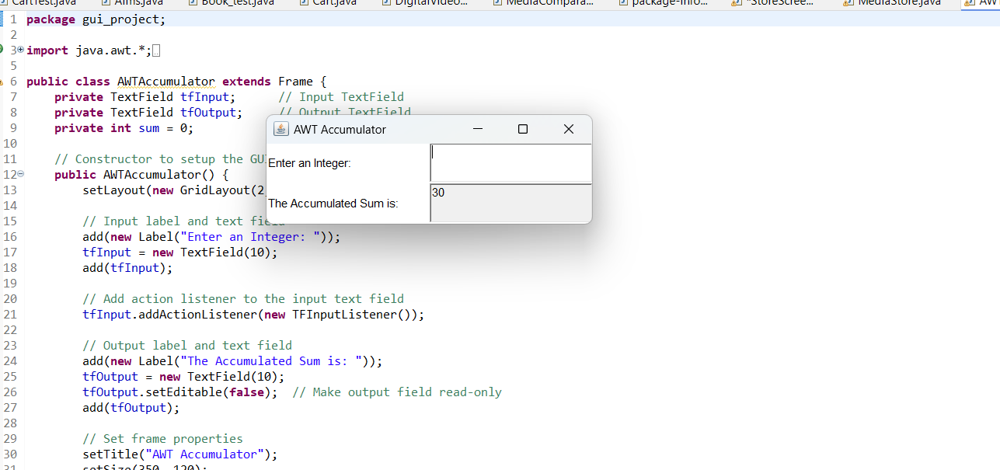 CartTest.java Aims.java Book_test.java Cart.java DigitalVideo... MediaCompara... package-info... *StoreScree... MediaStore.java AW
1 package gui_project;
2
3 import java.awt.*;
5
6 public class AWTAccumulator extends Frame {
7 private TextField tfInput; // Input TextField
8 private TextField tfOutput; // Output TextField
9 private int sum = 0;
10
11 // Constructor to setup the GU
12 public AWTAccumulator() {
13 setLayout(new GridLayout(2
14
15 // Input label and text field
16 add(new Label("Enter an Integer: "));
17 tfInput = new TextField(10);
18 add(tfInput);
19
20 // Add action listener to the input text field
21 tfInput.addActionListener(new TFInputListener());
22
23 // Output label and text field
24 add(new Label("The Accumulated Sum is: "));
25 tfOutput = new TextField(10);
26 tfOutput.setEditable(false); // Make output field read-only
27 add(tfOutput);
28
29 // Set frame properties
30 setTitle("AWT Accumulator");
31 setSize(350, 120);
AWT Accumulator
Enter an Integer:
The Accumulated Sum is: 30